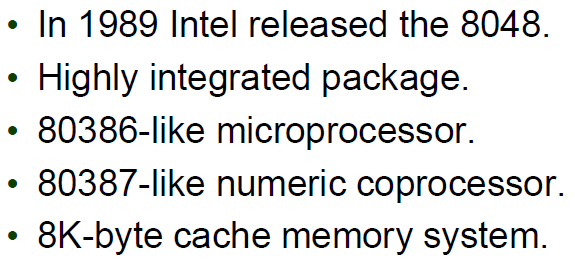 • In 1989 Intel released the 8048.
• Highly integrated package.
• 80386-like microprocessor.
• 80387-like numeric coprocessor.
• 8K-byte cache memory system.